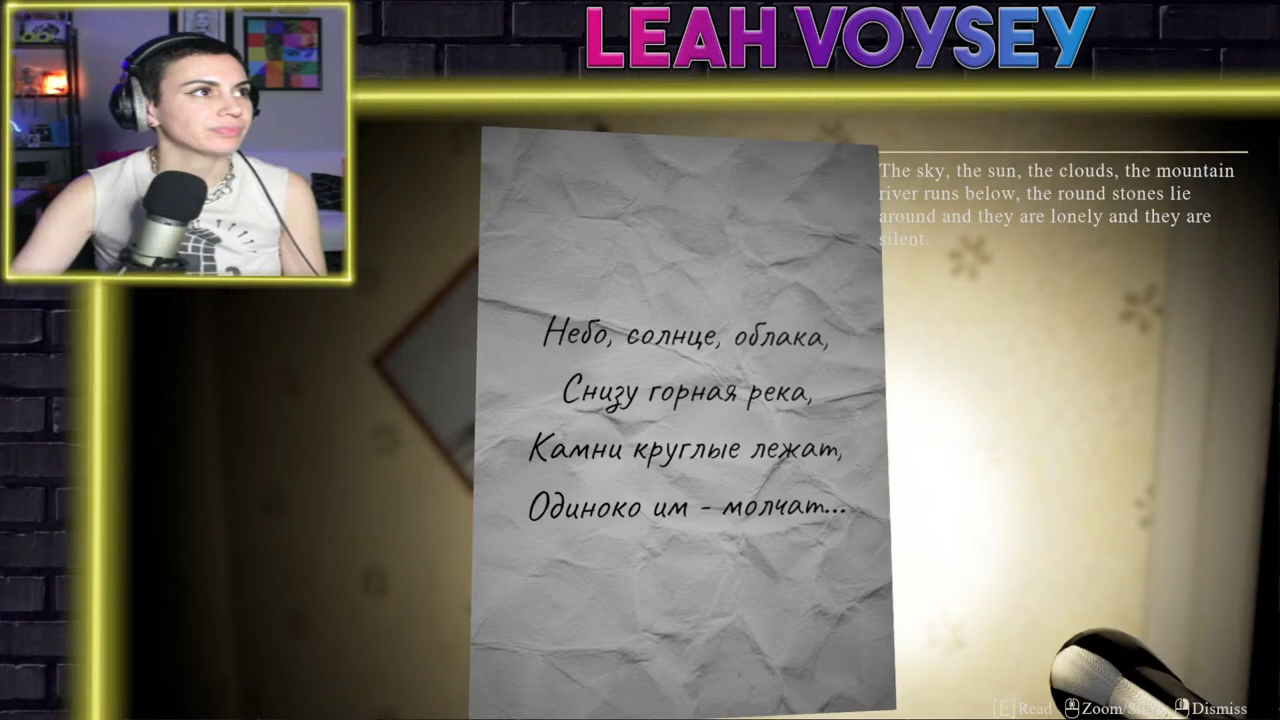 LEAH VOYSEY
The sky, the sun, the clouds, the mountain
river runs below, the round stones lie
around and they are lonely and they are
silent.
Небо, солнце, облака,
Снизу горная река,
Камни круглые лежат,
Одиноко им - молчат...
[E]Read Zoom/ Dismiss